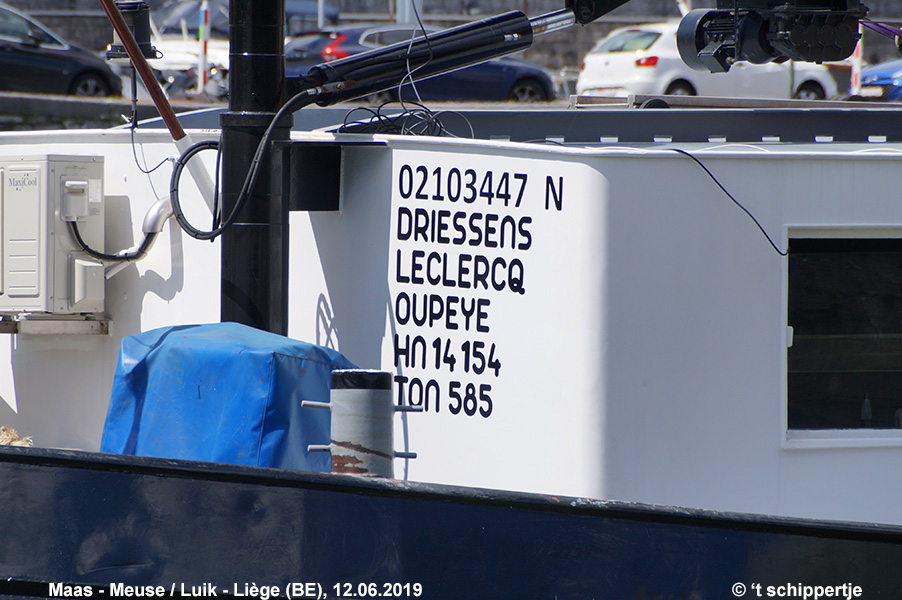 MaxiCool
02103447 N
DRIESSENS
LECLERCQ
OUPEYE
HN 14 154
TON 585
Maas - Meuse / Luik - Liège (BE), 12.06.2019
© 't schippertje